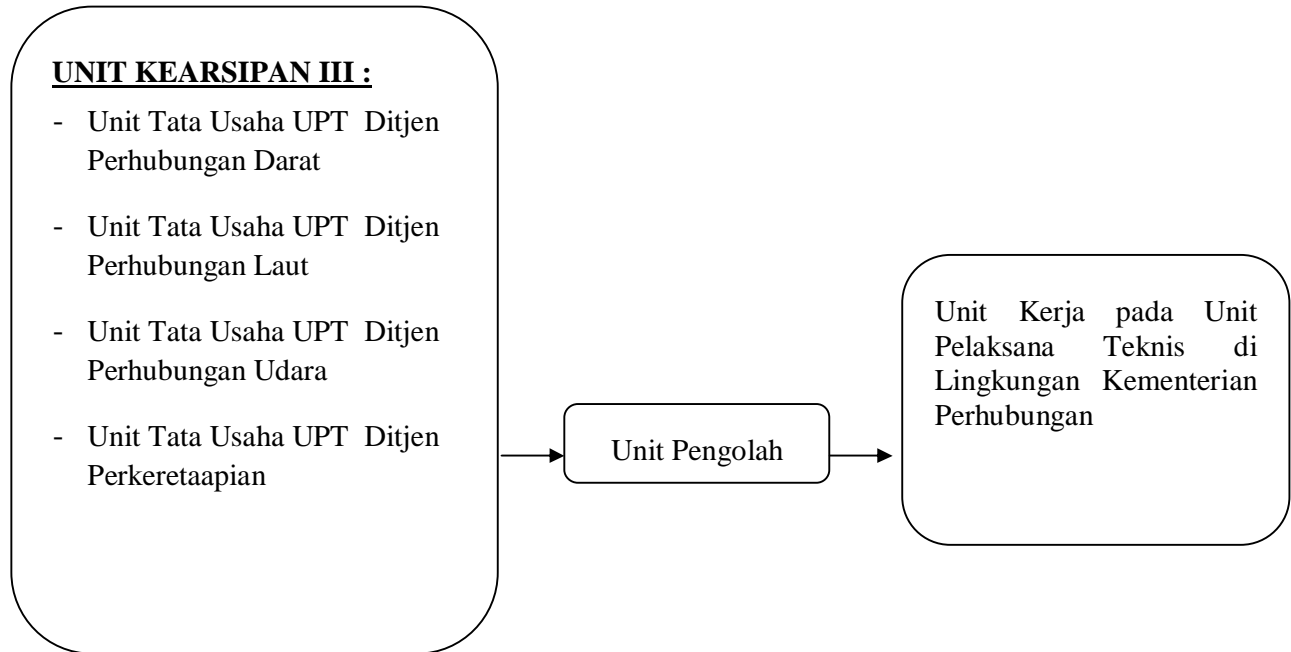 UNIT KEARSIPAN III :
- Unit Tata Usaha UPT Ditjen
Perhubungan Darat
- Unit Tata Usaha UPT Ditjen
Perhubungan Laut
- Unit Tata Usaha UPT Ditjen
Perhubungan Udara
- Unit Tata Usaha UPT Ditjen
Perkeretaapian
Unit Pengolah
Unit Kerja pada Unit
Pelaksana Teknis di
Lingkungan Kementerian
Perhubungan